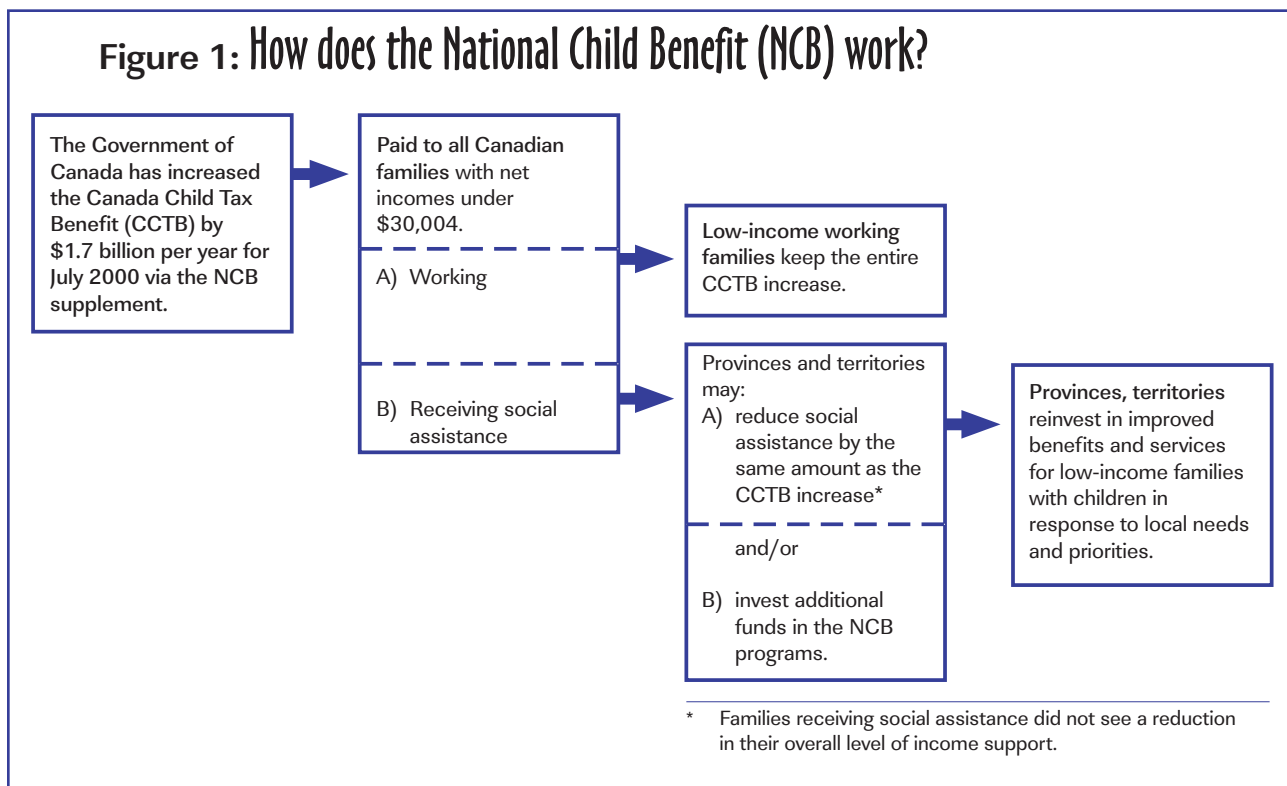 Figure 1: How does the National Child Benefit (NCB) work?
The Government of
Canada has increased
the Canada Child Tax
Benefit (CCTB) by
$1.7 billion per year for
July 2000 via the NCB
supplement.
Paid to all Canadian
families with net
incomes under
$30,004.
A) Working
B) Receiving social
assistance
Low-income working
families keep the entire
CCTB increase.
Provinces and territories
may:
A) reduce social
assistance by the
same amount as the
CCTB increase*
and/or
B) invest additional
funds in the NCB
programs.
Provinces, territories
reinvest in improved
benefits and services
for low-income families
with children in
response to local needs
and priorities.
* Families receiving social assistance did not see a reduction
in their overall level of income support.